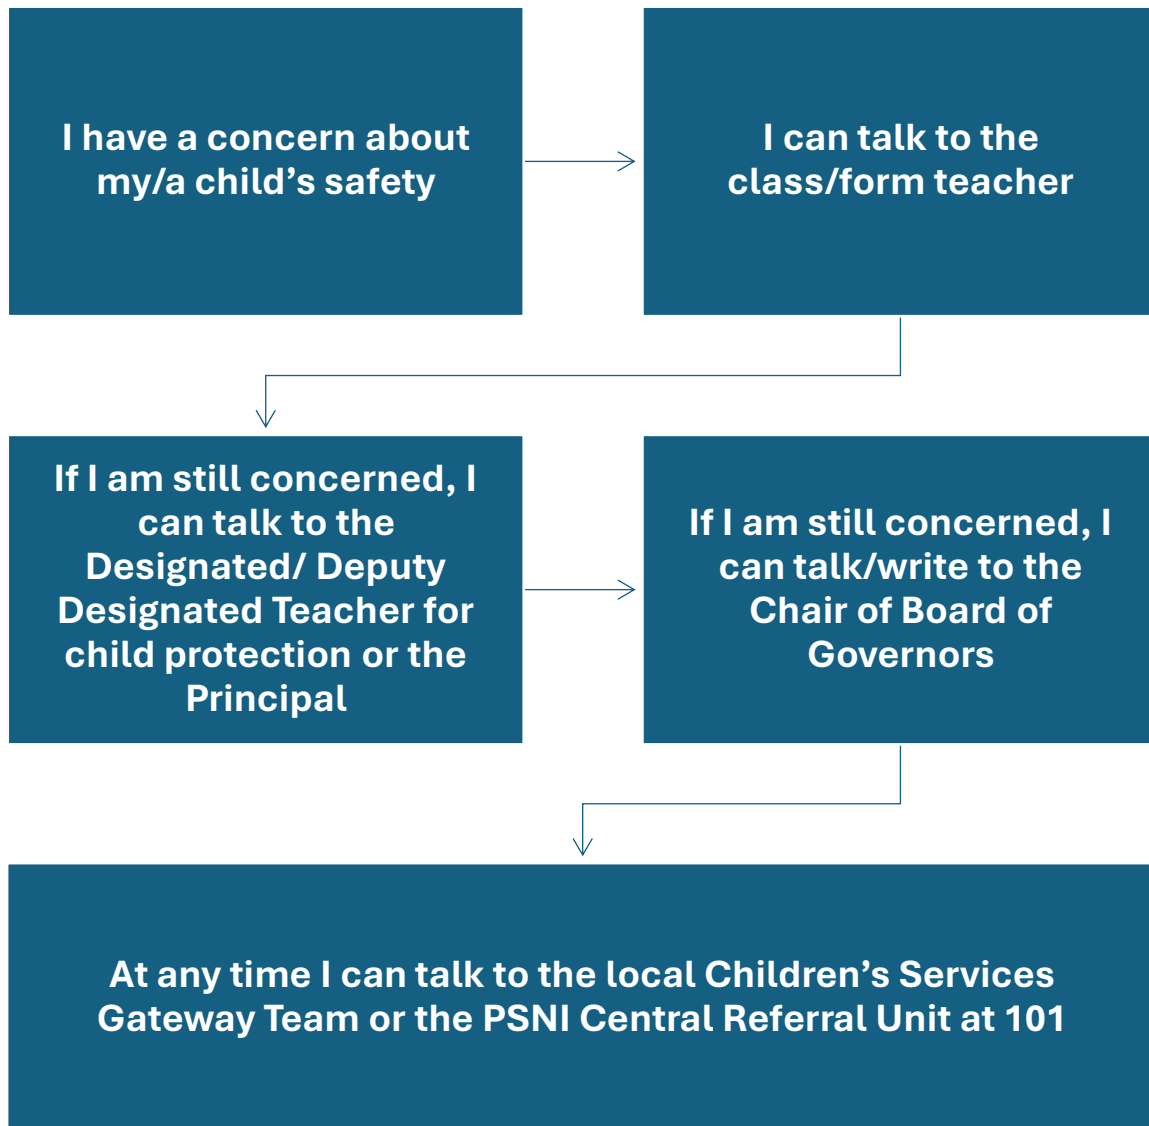 I have a concern about
my/a child's safety
I can talk to the
class/form teacher
If I am still concerned, I
can talk to the
Designated/ Deputy
Designated Teacher for
child protection or the
Principal
If I am still concerned, I
can talk/write to the
Chair of Board of
Governors
At any time I can talk to the local Children’s Services
Gateway Team or the PSNI Central Referral Unit at 101